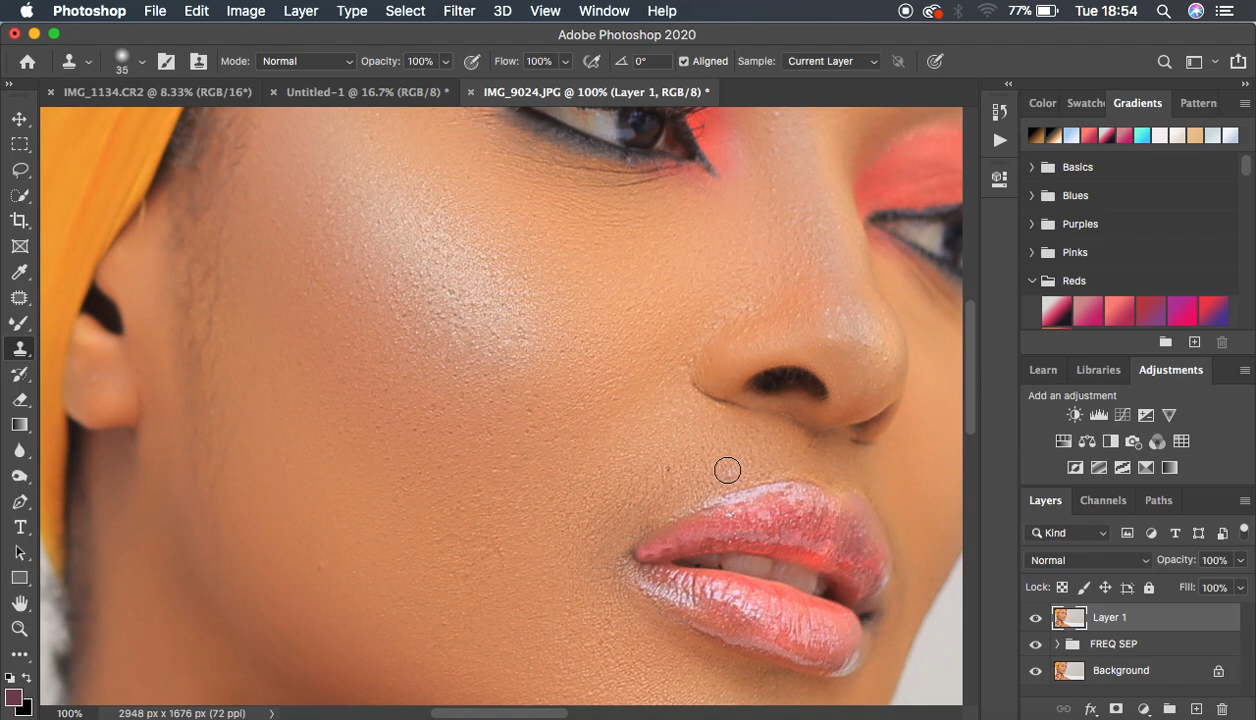 Photoshop File Edit Image Layer Type Select Filter 3D View Window Help 77% Tue 18:54
Adobe Photoshop 2020
35 Mode: Normal Opacity: 100% Flow: 100% 0° Aligned Sample: Current Layer
IMG_1134.CR2 @ 8.33% (RGB/16*) Untitled-1 @ 16.7% (RGB/8) * IMG_9024.JPG @ 100% (Layer 1, RGB/8) *
Color Swatche Gradients Pattern
Basics
Blues
Purples
Pinks
Reds
Learn Libraries Adjustments
Add an adjustment
Layers Channels Paths
Kind
Normal Opacity: 100%
Lock: Fill: 100%
Layer 1
FREQ SEP
Background
100% 2948 px x 1676 px (72 ppi)